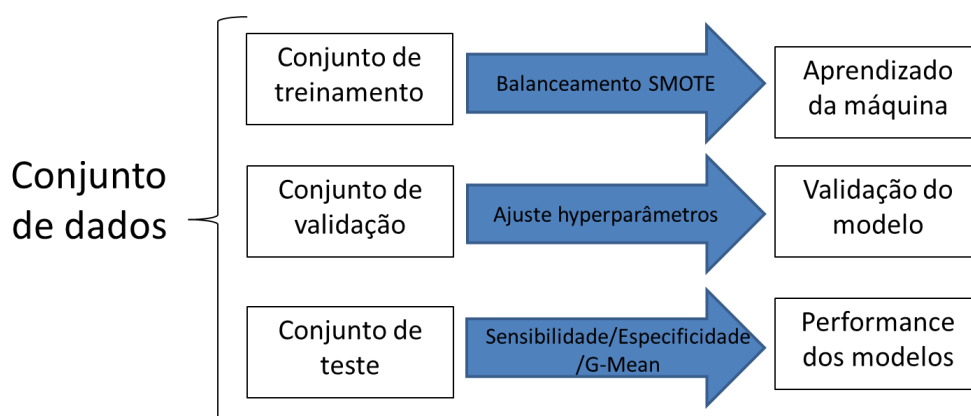 Conjunto
de dados
Conjunto de
treinamento
Balanceamento SMOTE
Aprendizado
da máquina
Conjunto de
validação
Ajuste hyperparâmetros
Validação do
modelo
Conjunto de
teste
Sensibilidade/Especificidade
/G-Mean
Performance
dos modelos